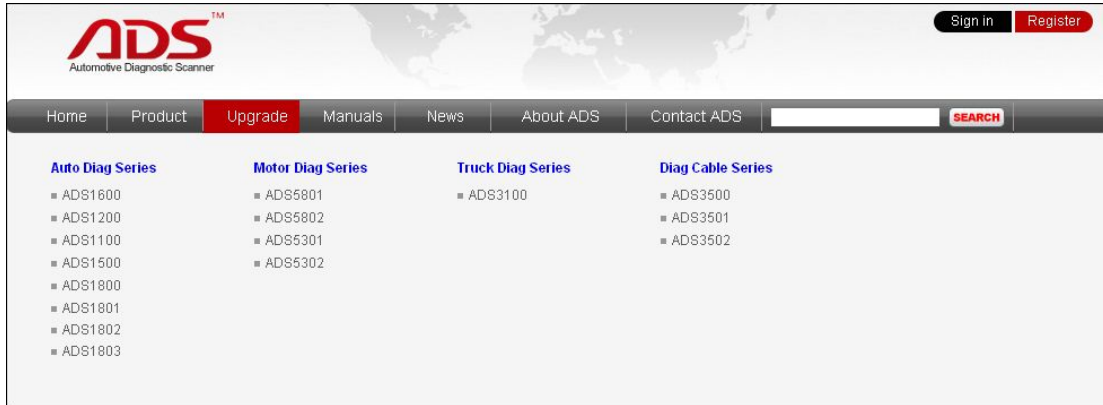 ADS™
Automotive Diagnostic Scanner
Sign in Register
Home Product Upgrade Manuals News About ADS Contact ADS SEARCH
Auto Diag Series
ADS1600
ADS1200
ADS1100
ADS1500
ADS1800
ADS1801
ADS1802
ADS1803
Motor Diag Series
ADS5801
ADS5802
ADS5301
ADS5302
Truck Diag Series
ADS3100
Diag Cable Series
ADS3500
ADS3501
ADS3502